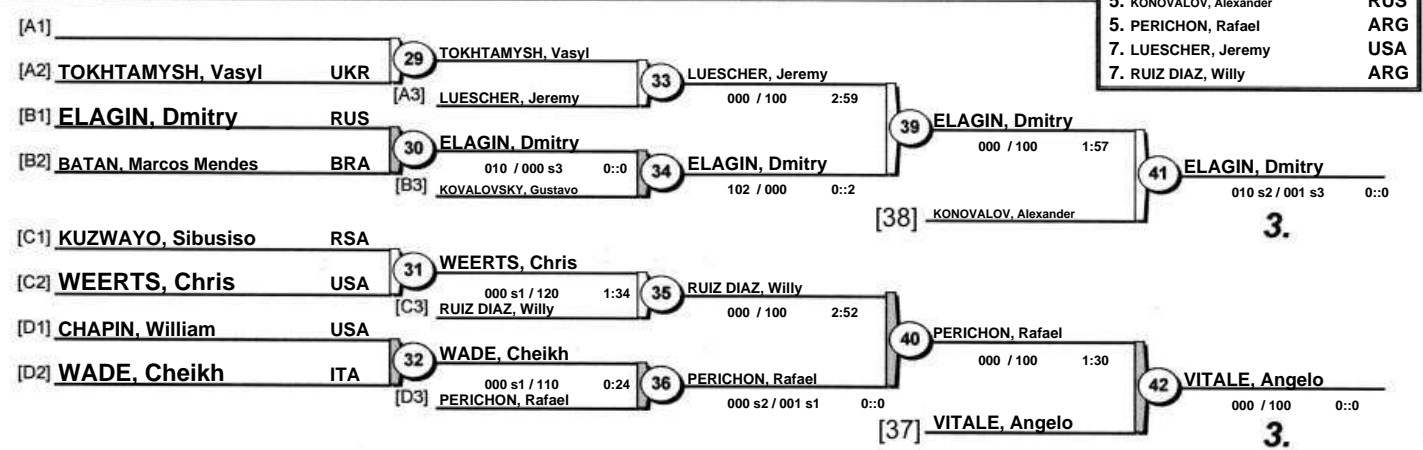 5. KONOVALOV, Alexander RUS
5. PERICHON, Rafael ARG
7. LUESCHER, Jeremy USA
7. RUIZ DIAZ, Willy ARG
[A1]
29 TOKHTAMYSH, Vasyl
[A2] TOKHTAMYSH, Vasyl UKR
33 LUESCHER, Jeremy
[A3] LUESCHER, Jeremy
000 / 100 2:59
[B1] ELAGIN, Dmitry RUS
39 ELAGIN, Dmitry
30 ELAGIN, Dmitry
000 / 100 1:57
[B2] BATAN, Marcos Mendes BRA
010 / 000 s3 0::0
34 ELAGIN, Dmitry
41 ELAGIN, Dmitry
[B3] KOVALOVSKY, Gustavo
102 / 000 0::2
010 s2 / 001 s3 0::0
[38] KONOVALOV, Alexander
3.
[C1] KUZWAYO, Sibusiso RSA
31 WEERTS, Chris
[C2] WEERTS, Chris USA
000 s1 / 120 1:34
35 RUIZ DIAZ, Willy
[C3] RUIZ DIAZ, Willy
000 / 100 2:52
[D1] CHAPIN, William USA
40 PERICHON, Rafael
32 WADE, Cheikh
000 / 100 1:30
[D2] WADE, Cheikh ITA
000 s1 / 110 0:24
36 PERICHON, Rafael
42 VITALE, Angelo
[D3] PERICHON, Rafael
000 s2 / 001 s1 0::0
000 / 100 0::0
[37] VITALE, Angelo
3.